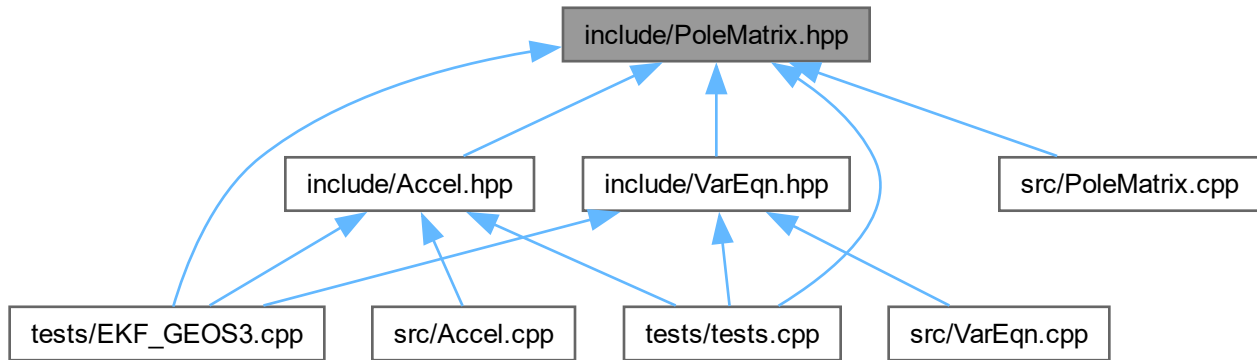 include/PoleMatrix.hpp
include/Accel.hpp
include/VarEqn.hpp
src/PoleMatrix.cpp
tests/EKF_GEOS3.cpp
src/Accel.cpp
tests/tests.cpp
src/VarEqn.cpp